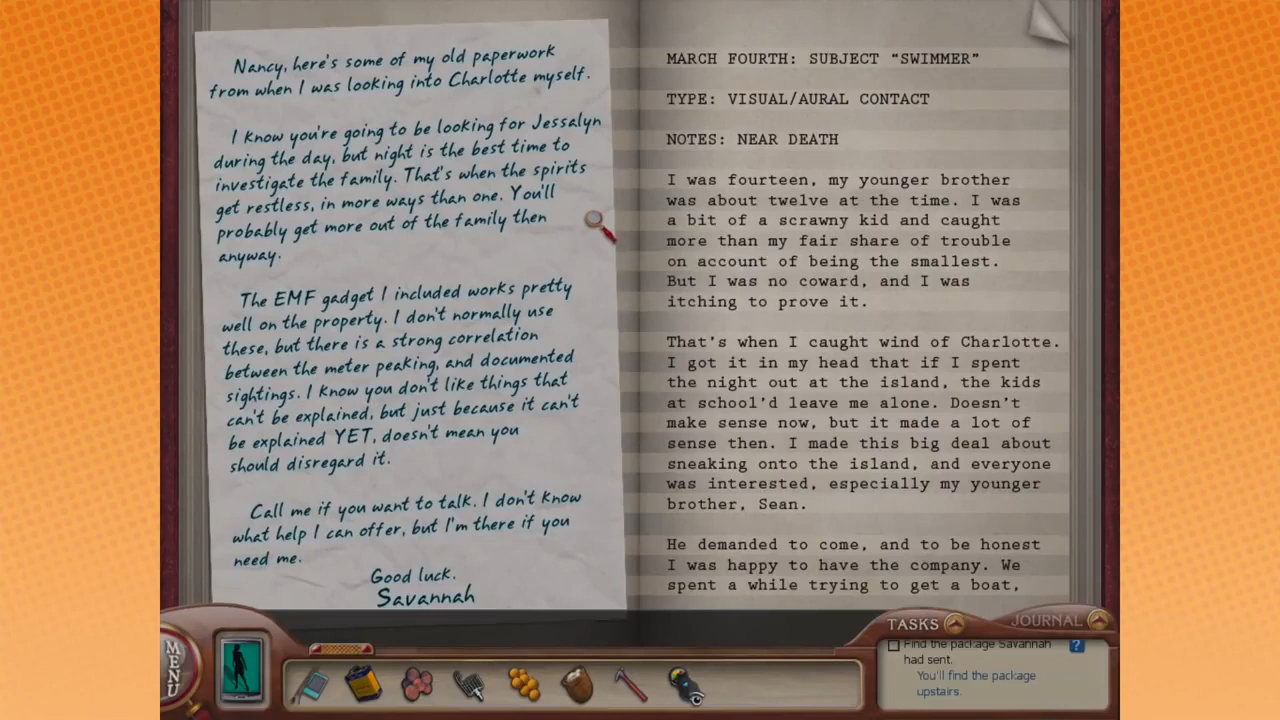 Nancy, here's some of my old paperwork
from when I was looking into Charlotte myself.
I know you're going to be looking for Jessalyn
during the day, but night is the best time to
investigate the family. That's when the spirits
get restless, in more ways than one. You'll
probably get more out of the family then
anyway.
The EMF gadget I included works pretty
well on the property. I don't normally use
these, but there is a strong correlation
between the meter peaking, and documented
sightings. I know you don't like things that
can't be explained, but just because it can't
be explained YET, doesn't mean you
should disregard it.
Call me if you want to talk. I don't know
what help I can offer, but I'm there if you
need me.
Good luck.
Savannah
MARCH FOURTH: SUBJECT “SWIMMER”
TYPE: VISUAL/AURAL CONTACT
NOTES: NEAR DEATH
I was fourteen, my younger brother
was about twelve at the time. I was
a bit of a scrawny kid and caught
more than my fair share of trouble
on account of being the smallest.
But I was no coward, and I was
itching to prove it.
That's when I caught wind of Charlotte.
I got it in my head that if I spent
the night out at the island, the kids
at school'd leave me alone. Doesn't
make sense now, but it made a lot of
sense then. I made this big deal about
sneaking onto the island, and everyone
was interested, especially my younger
brother, Sean.
He demanded to come, and to be honest
I was happy to have the company. We
spent a while trying to get a boat,
MENU
TASKS
JOURNAL
Find the package Savannah
had sent.
You'll find the package
upstairs.
?